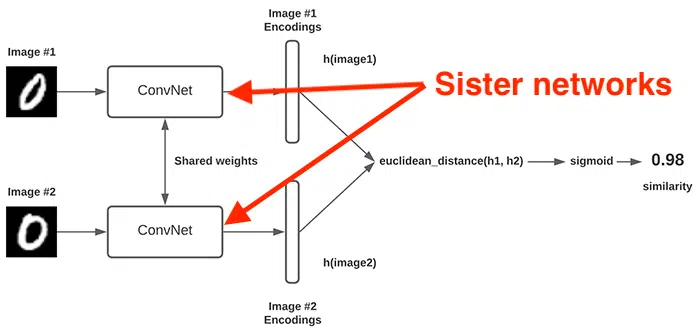 Image #1
Encodings
Image #1
h(image1)
ConvNet
Sister networks
Shared weights
euclidean_distance(h1, h2)
sigmoid
0.98
similarity
Image #2
ConvNet
h(image2)
Image #2
Encodings